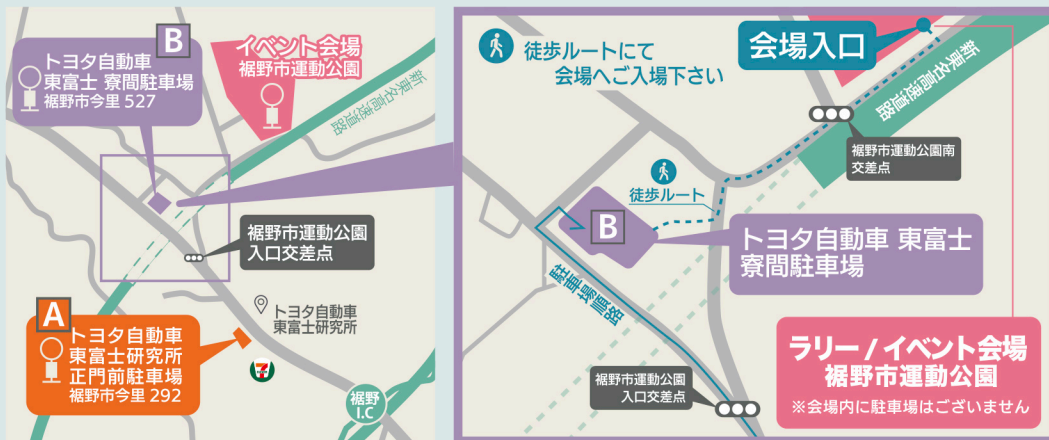 B
トヨタ自動車
東富士 寮間駐車場
裾野市今里 527
イベント会場
裾野市運動公園
新東名高速道路
裾野市運動公園
入口交差点
A
トヨタ自動車
東富士研究所
正門前駐車場
裾野市今里 292
トヨタ自動車
東富士研究所
7
裾野
I.C
徒歩ルートにて
会場へご入場下さい
会場入口
新東名高速道路
裾野市運動公園南
交差点
徒歩ルート
B
トヨタ自動車 東富士
寮間駐車場
駐車場順路
裾野市運動公園
入口交差点
ラリー / イベント会場
裾野市運動公園
※会場内に駐車場はございません